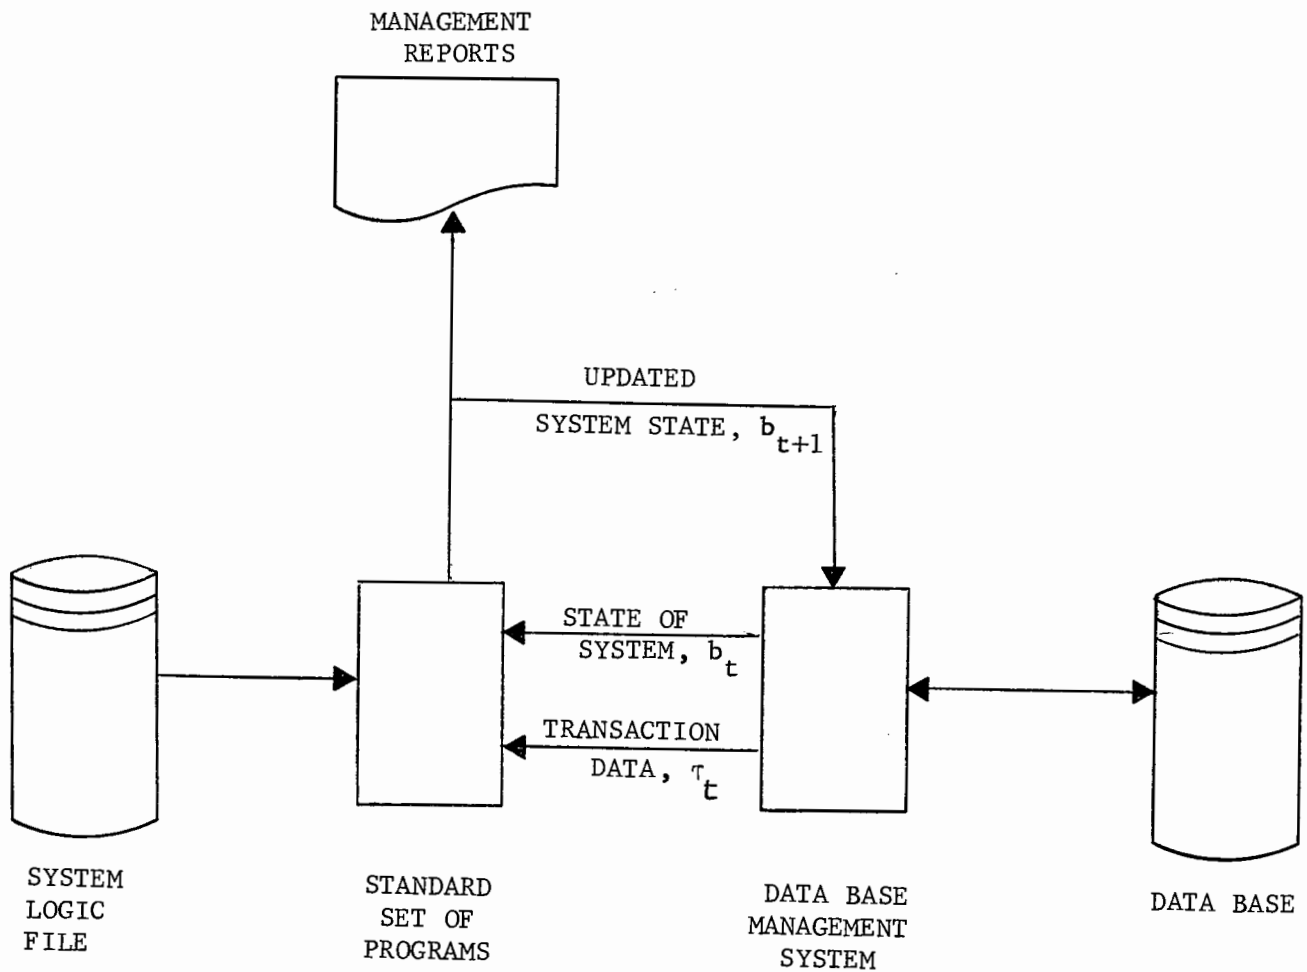 MANAGEMENT
REPORTS
UPDATED
SYSTEM STATE, b_{t+1}
STATE OF
SYSTEM, b_t
TRANSACTION
DATA, τ_t
SYSTEM
LOGIC
FILE
STANDARD
SET OF
PROGRAMS
DATA BASE
MANAGEMENT
SYSTEM
DATA BASE